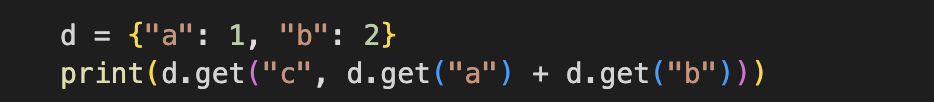 d = {"a": 1, "b": 2}
print(d.get("c", d.get("a") + d.get("b")))